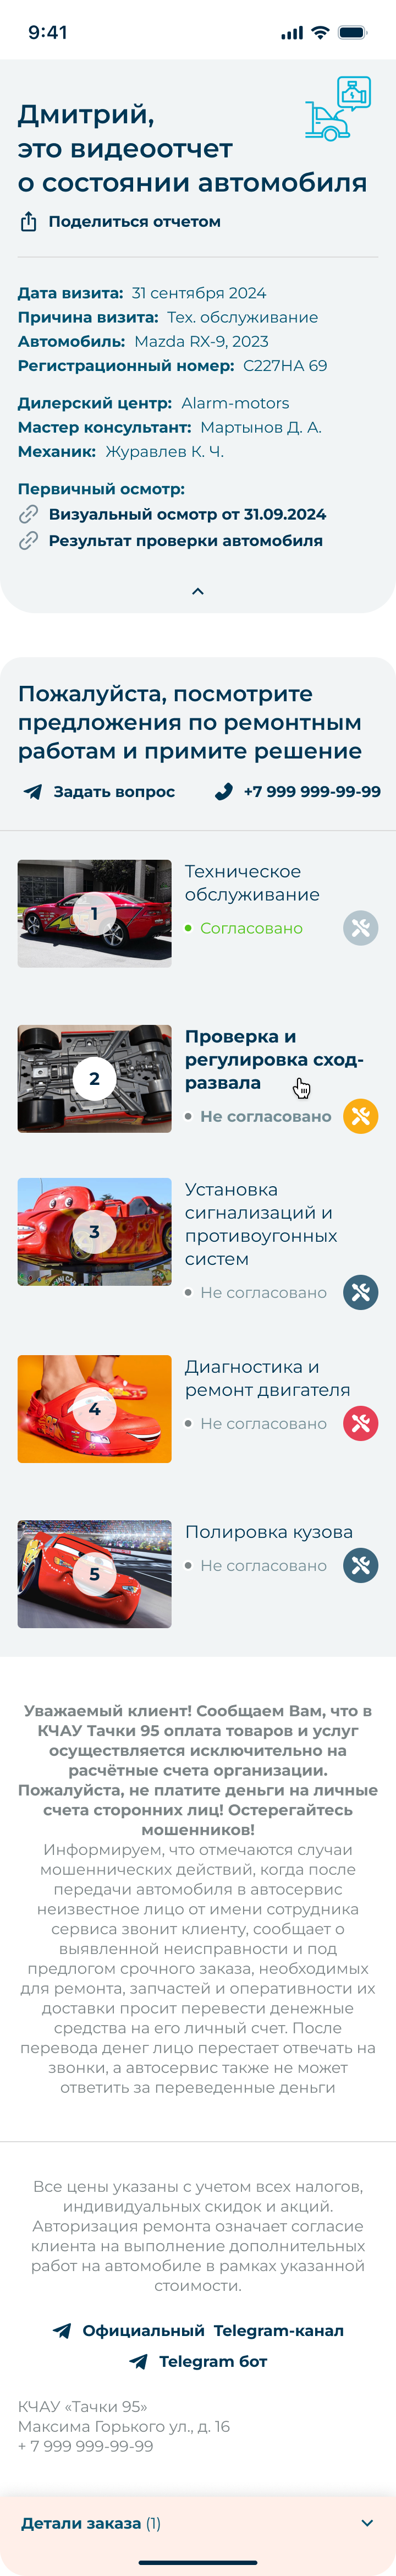 9:41
Дмитрий,
это видеоотчет
о состоянии автомобиля
Поделиться отчетом
Дата визита: 31 сентября 2024
Причина визита: Тех. обслуживание
Автомобиль: Mazda RX-9, 2023
Регистрационный номер: С227НА 69
Дилерский центр: Alarm-motors
Мастер консультант: Мартынов Д. А.
Механик: Журавлев К. Ч.
Первичный осмотр:
Визуальный осмотр от 31.09.2024
Результат проверки автомобиля
Пожалуйста, посмотрите
предложения по ремонтным
работам и примите решение
Задать вопрос
+7 999 999-99-99
1
Техническое
обслуживание
Согласовано
2
Проверка и
регулировка сход-
развала
Не согласовано
3
Установка
сигнализаций и
противоугонных
систем
Не согласовано
4
Диагностика и
ремонт двигателя
Не согласовано
5
Полировка кузова
Не согласовано
Уважаемый клиент! Сообщаем Вам, что в
КЧАУ Тачки 95 оплата товаров и услуг
осуществляется исключительно на
расчётные счета организации.
Пожалуйста, не платите деньги на личные
счета сторонних лиц! Остерегайтесь
мошенников!
Информируем, что отмечаются случаи
мошеннических действий, когда после
передачи автомобиля в автосервис
неизвестное лицо от имени сотрудника
сервиса звонит клиенту, сообщает о
выявленной неисправности и под
предлогом срочного заказа, необходимых
для ремонта, запчастей и оперативности их
доставки просит перевести денежные
средства на его личный счет. После
перевода денег лицо перестает отвечать на
звонки, а автосервис также не может
ответить за переведенные деньги
Все цены указаны с учетом всех налогов,
индивидуальных скидок и акций.
Авторизация ремонта означает согласие
клиента на выполнение дополнительных
работ на автомобиле в рамках указанной
стоимости.
Официальный Telegram-канал
Telegram бот
КЧАУ «Тачки 95»
Максима Горького ул., д. 16
+ 7 999 999-99-99
Детали заказа (1)